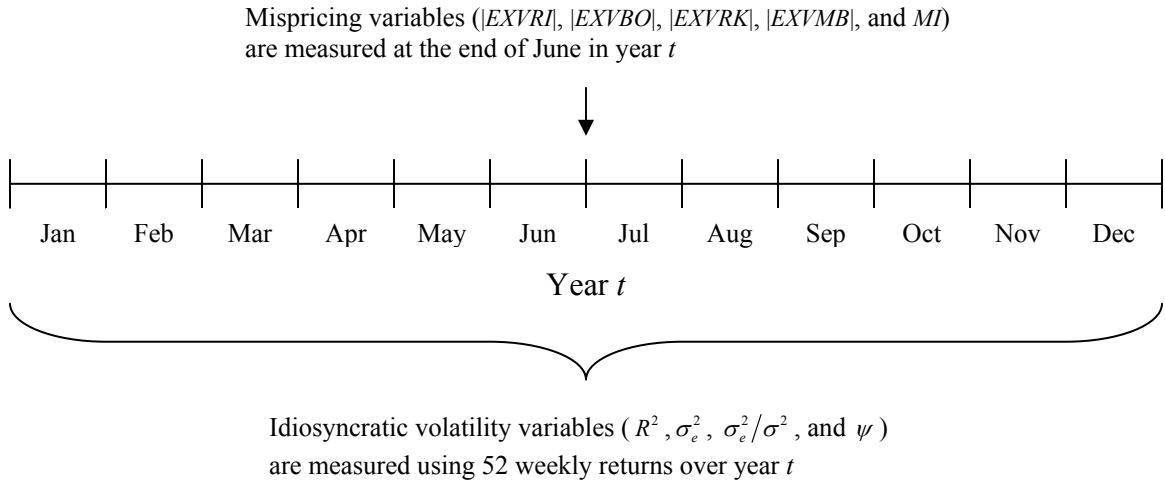 Mispricing variables (|EXVRI|, |EXVBO|, |EXVRK|, |EXVMB|, and MI)
are measured at the end of June in year t
Jan Feb Mar Apr May Jun Jul Aug Sep Oct Nov Dec
Year t
Idiosyncratic volatility variables ( R² , σₑ² , σₑ²/σ² , and ψ )
are measured using 52 weekly returns over year t